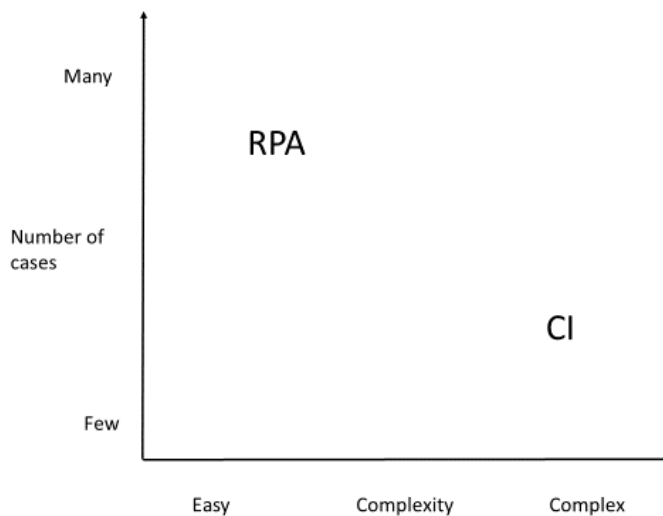 Many
RPA
Number of
cases
CI
Few
Easy
Complexity
Complex